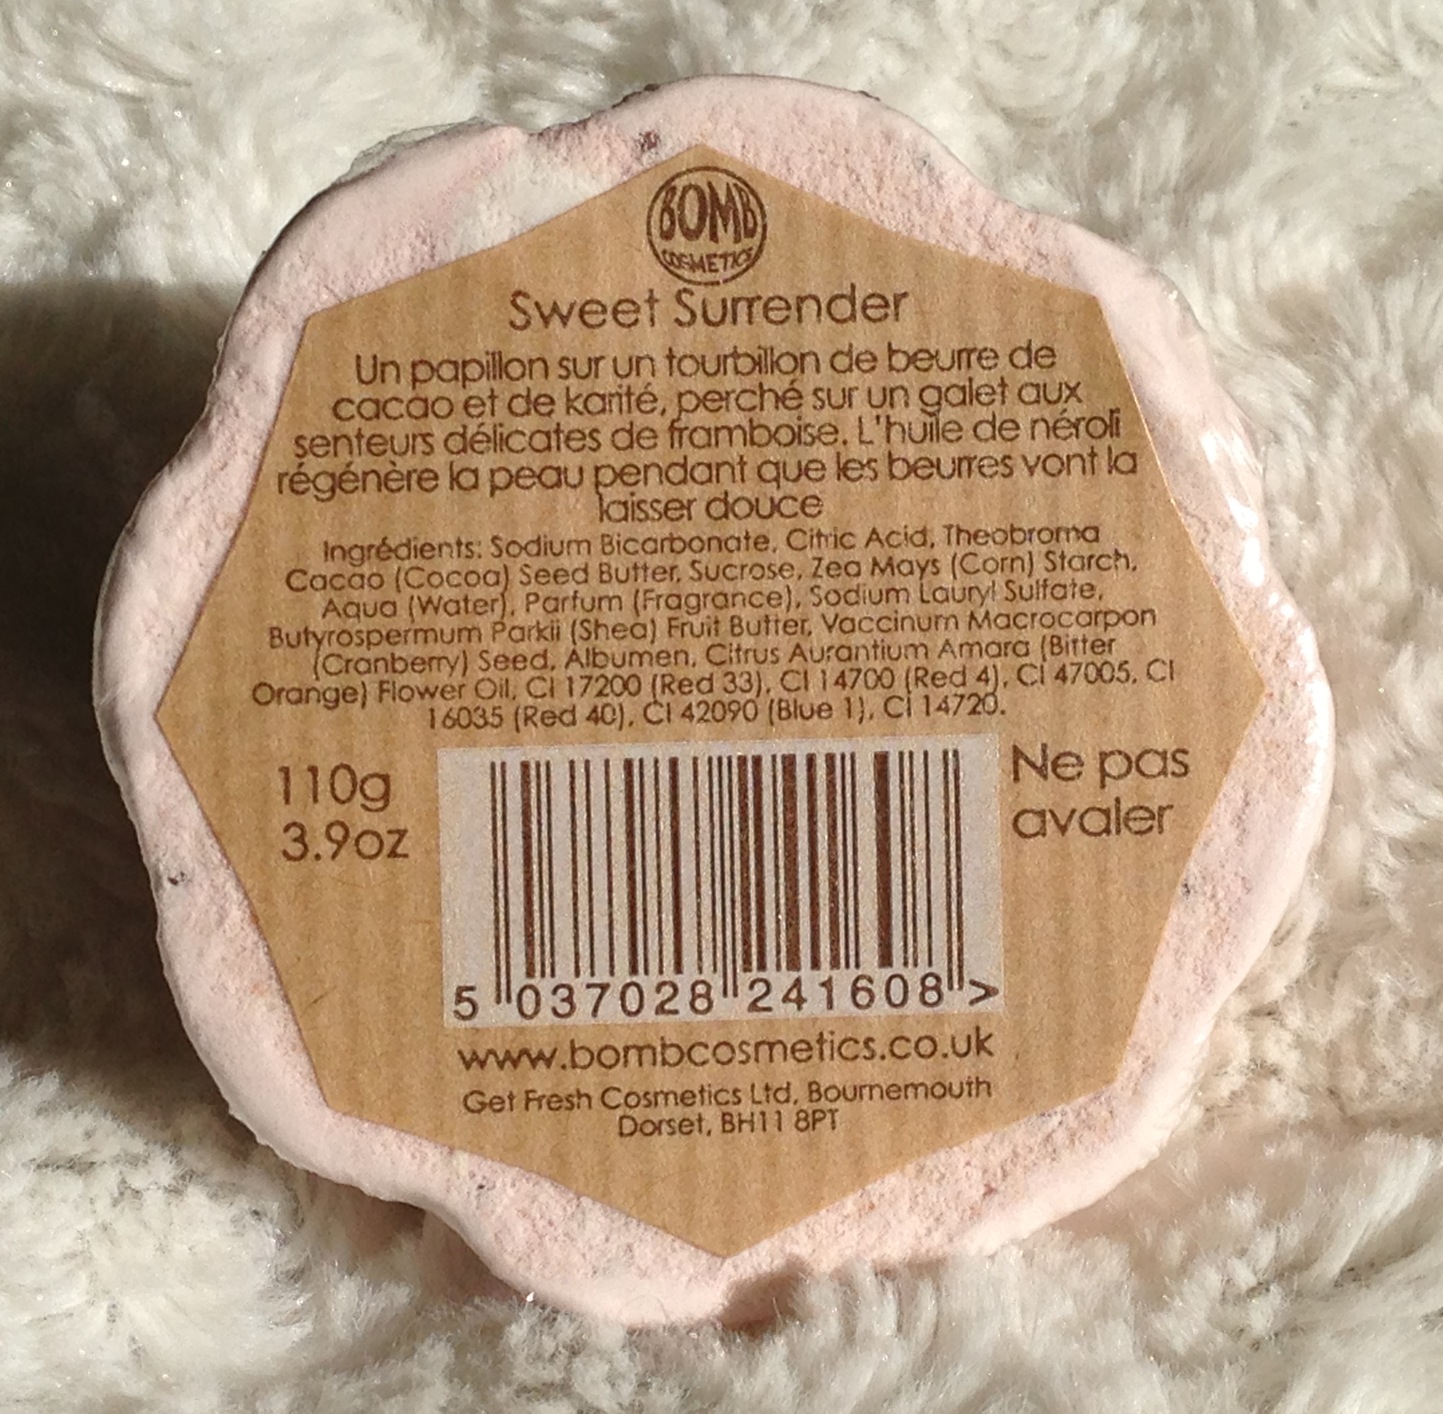 BOMB
COSMETICS
Sweet Surrender
Un papillon sur un tourbillon de beurre de
cacao et de karité, perché sur un galet aux
senteurs délicates de framboise. L'huile de néroli
régénère la peau pendant que les beurres vont la
laisser douce
Ingrédients: Sodium Bicarbonate, Citric Acid, Theobroma
Cacao (Cocoa) Seed Butter, Sucrose, Zea Mays (Corn) Starch,
Aqua (Water), Parfum (Fragrance), Sodium Lauryl Sulfate,
Butyrospermum Parkii (Shea) Fruit Butter, Vaccinum Macrocarpon
(Cranberry) Seed, Albumen, Citrus Aurantium Amara (Bitter
Orange) Flower Oil, CI 17200 (Red 33), CI 14700 (Red 4), CI 47005, CI
16035 (Red 40), CI 42090 (Blue 1), CI 14720.
110g
3.9oz
Ne pas
avaler
5 037028 241608 >
www.bombcosmetics.co.uk
Get Fresh Cosmetics Ltd, Bournemouth
Dorset, BH11 8PT